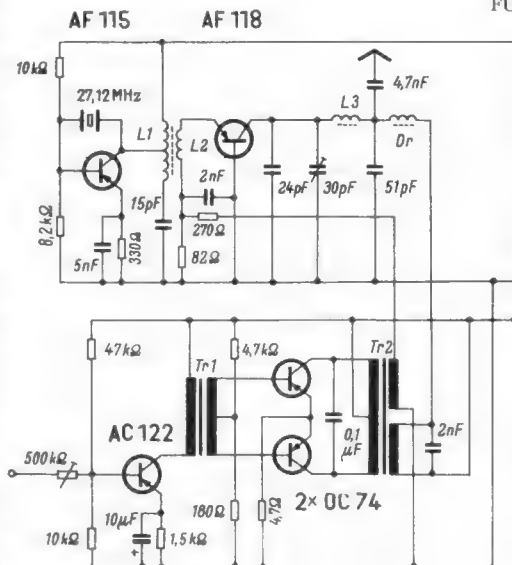 AF 115
AF 118
FU
10kΩ
27,12 MHz
4,7nF
L1
L2
L3
Dr
2nF
15pF
24pF
30pF
51pF
8,2kΩ
270Ω
5nF
330Ω
82Ω
47kΩ
4,7kΩ
Tr1
Tr2
AC 122
0,1
µF
2nF
500kΩ
2× OC 74
10µF
+
180Ω
4,7Ω
10kΩ
1,5kΩ